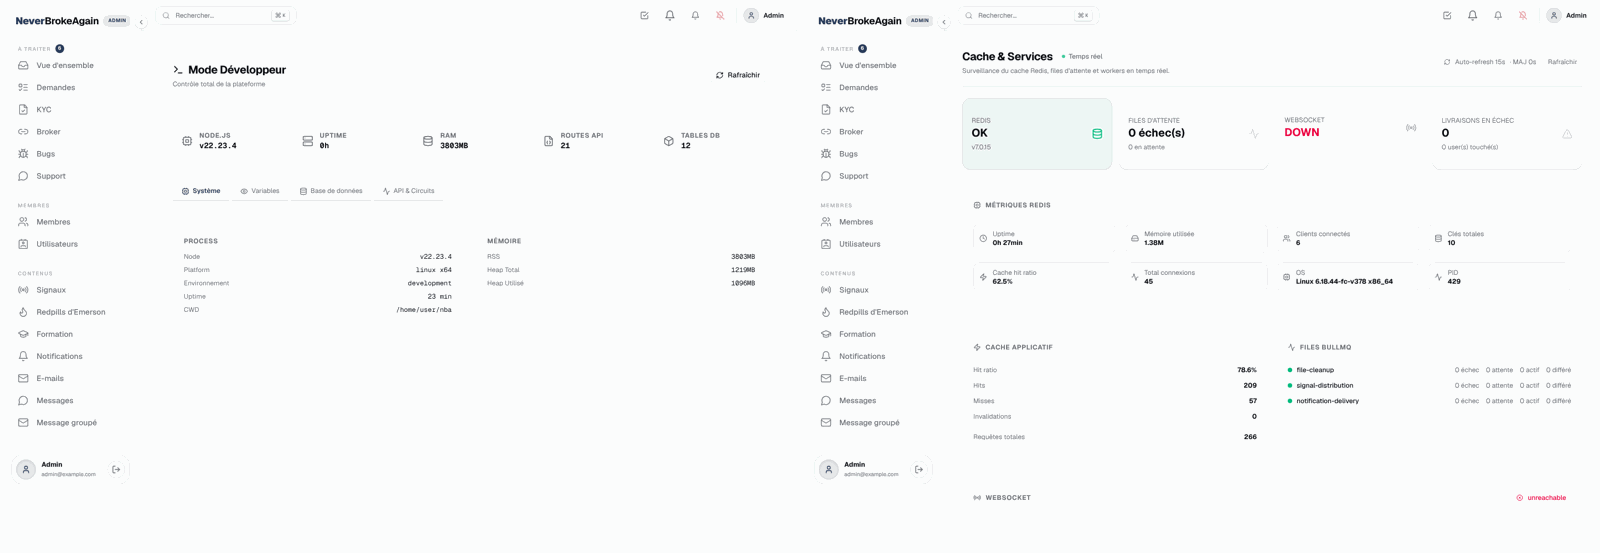 NeverBrokeAgain ADMIN
Rechercher... ⌘K
Admin
À TRAITER 6
Vue d'ensemble
Demandes
KYC
Broker
Bugs
Support
MEMBRES
Membres
Utilisateurs
CONTENUS
Signaux
Redpills d'Emerson
Formation
Notifications
E-mails
Messages
Message groupé
Admin
admin@example.com
Mode Développeur
Contrôle total de la plateforme
Rafraîchir
NODE.JS
v22.23.4
UPTIME
0h
RAM
3803MB
ROUTES API
21
TABLES DB
12
Système Variables Base de données API & Circuits
PROCESS
Node v22.23.4
Platform linux x64
Environnement development
Uptime 23 min
CWD /home/user/nba
MÉMOIRE
RSS 3803MB
Heap Total 1219MB
Heap Utilisé 1096MB
NeverBrokeAgain ADMIN
Rechercher... ⌘K
Admin
À TRAITER 6
Vue d'ensemble
Demandes
KYC
Broker
Bugs
Support
MEMBRES
Membres
Utilisateurs
CONTENUS
Signaux
Redpills d'Emerson
Formation
Notifications
E-mails
Messages
Message groupé
Admin
admin@example.com
Cache & Services Temps réel
Surveillance du cache Redis, files d'attente et workers en temps réel.
Auto-refresh 15s · MAJ 0s Rafraîchir
REDIS
OK
v7.0.15
FILES D'ATTENTE
0 échec(s)
0 en attente
WEBSOCKET
DOWN
LIVRAISONS EN ÉCHEC
0
0 user(s) touché(s)
MÉTRIQUES REDIS
Uptime
0h 27min
Mémoire utilisée
1.38M
Clients connectés
6
Clés totales
10
Cache hit ratio
62.5%
Total connexions
45
OS
Linux 6.18.44-fc-v378 x86_64
PID
429
CACHE APPLICATIF
Hit ratio 78.6%
Hits 209
Misses 57
Invalidations 0
Requêtes totales 266
FILES BULLMQ
file-cleanup 0 échec 0 attente 0 actif 0 différé
signal-distribution 0 échec 0 attente 0 actif 0 différé
notification-delivery 0 échec 0 attente 0 actif 0 différé
WEBSOCKET
unreachable